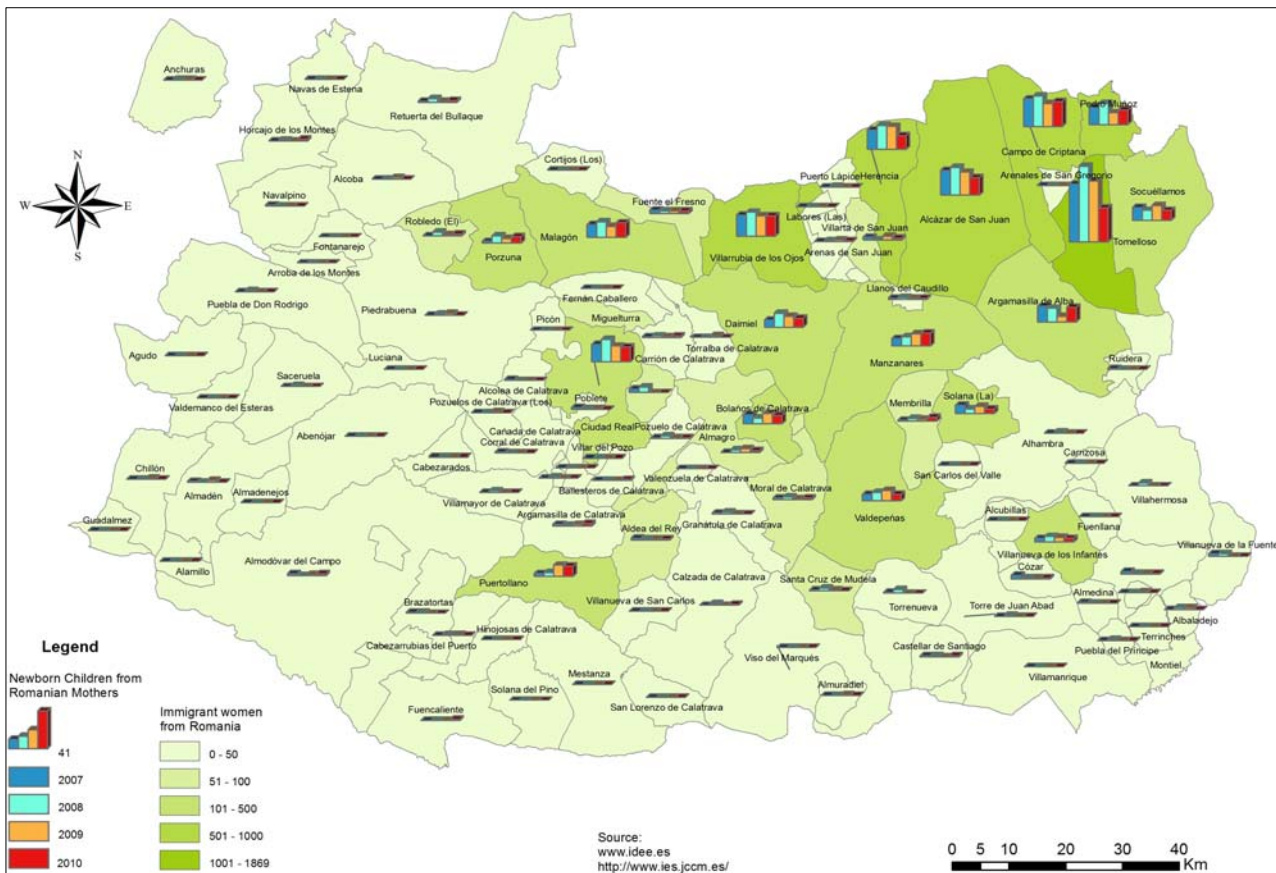 Anchuras
Navas de Estena
Retuerta del Bullaque
Horcajo de los Montes
Alcoba
Navalpino
Fontanarejo
Arroba de los Montes
Puebla de Don Rodrigo
Piedrabuena
Cortijos (Los)
Robledo (El)
Porzuna
Malagón
Fuente el Fresno
Villarrubia de los Ojos
Puerto Lápice
Herencia
Labores (Las)
Villarta de San Juan
Arenas de San Juan
Alcázar de San Juan
Campo de Criptana
Pedro Muñoz
Arenales de San Gregorio
Socuéllamos
Tomelloso
Llanos del Caudillo
Argamasilla de Alba
Ruidera
Fernán Caballero
Picón
Miguelturra
Carrión de Calatrava
Torralba de Calatrava
Daimiel
Manzanares
Agudo
Luciana
Saceruela
Valdemanco del Esteras
Abenójar
Alcolea de Calatrava
Pozuelos de Calatrava (Los)
Poblete
Cañada de Calatrava
Ciudad Real
Pozuelo de Calatrava
Corral de Calatrava
Villar del Pozo
Cabezarados
Bolaños de Calatrava
Almagro
Membrilla
Solana (La)
Alhambra
San Carlos del Valle
Carrizosa
Chillón
Almadén
Almadenejos
Guadalmez
Alamillo
Almodóvar del Campo
Villamayor de Calatrava
Ballesteros de Calatrava
Valenzuela de Calatrava
Argamasilla de Calatrava
Aldea del Rey
Granátula de Calatrava
Moral de Calatrava
Valdepeñas
Alcubillas
Fuenllana
Villahermosa
Villanueva de los Infantes
Villanueva de la Fuente
Cózar
Puertollano
Calzada de Calatrava
Villanueva de San Carlos
Santa Cruz de Mudela
Torrenueva
Torre de Juan Abad
Almedina
Albaladejo
Terrinches
Puebla del Príncipe
Montiel
Brazatortas
Cabezarrubias del Puerto
Hinojosas de Calatrava
Mestanza
Solana del Pino
Fuencaliente
San Lorenzo de Calatrava
Viso del Marqués
Almuradiel
Castellar de Santiago
Villamanrique
N
W
E
S
Legend
Newborn Children from
Romanian Mothers
41
2007
2008
2009
2010
Immigrant women
from Romania
0 - 50
51 - 100
101 - 500
501 - 1000
1001 - 1869
Source:
www.idee.es
http://www.ies.jccm.es/
0 5 10 20 30 40
Km